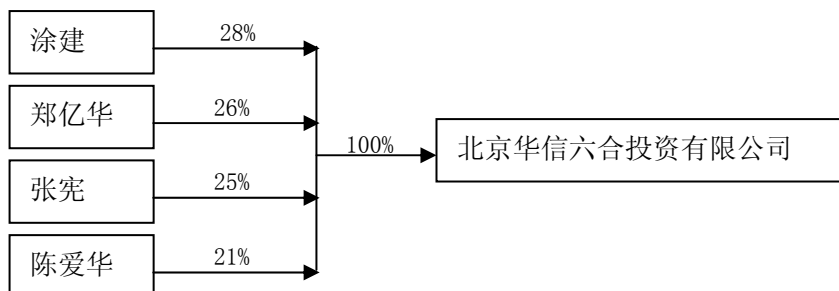 涂建
28%
郑亿华
26%
100%
北京华信六合投资有限公司
张宪
25%
陈爱华
21%